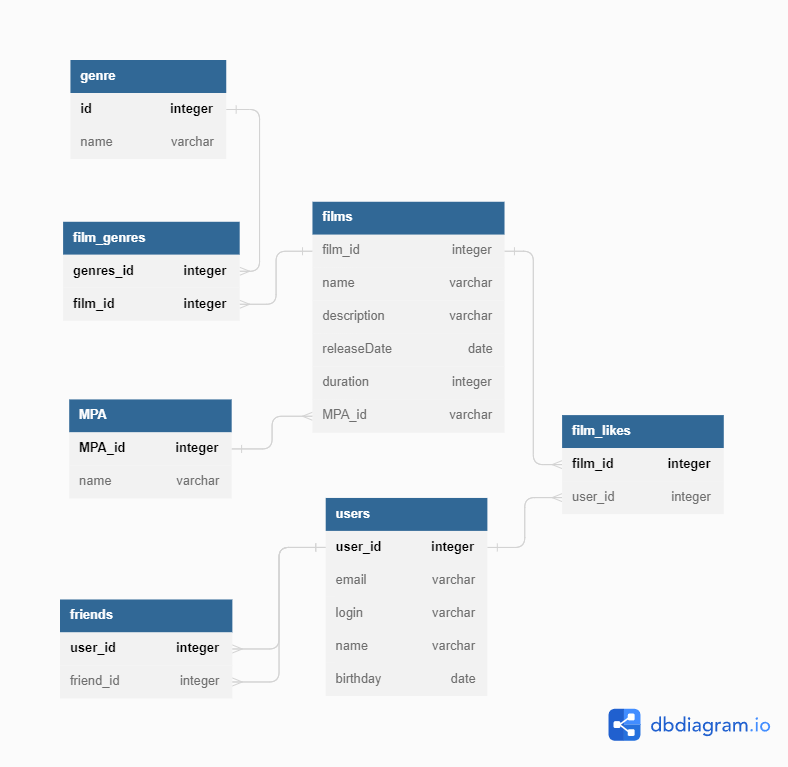 genre
id integer
name varchar
film_genres
genres_id integer
film_id integer
films
film_id integer
name varchar
description varchar
releaseDate date
duration integer
MPA_id varchar
MPA
MPA_id integer
name varchar
film_likes
film_id integer
user_id integer
users
user_id integer
email varchar
login varchar
name varchar
birthday date
friends
user_id integer
friend_id integer
dbdiagram.io